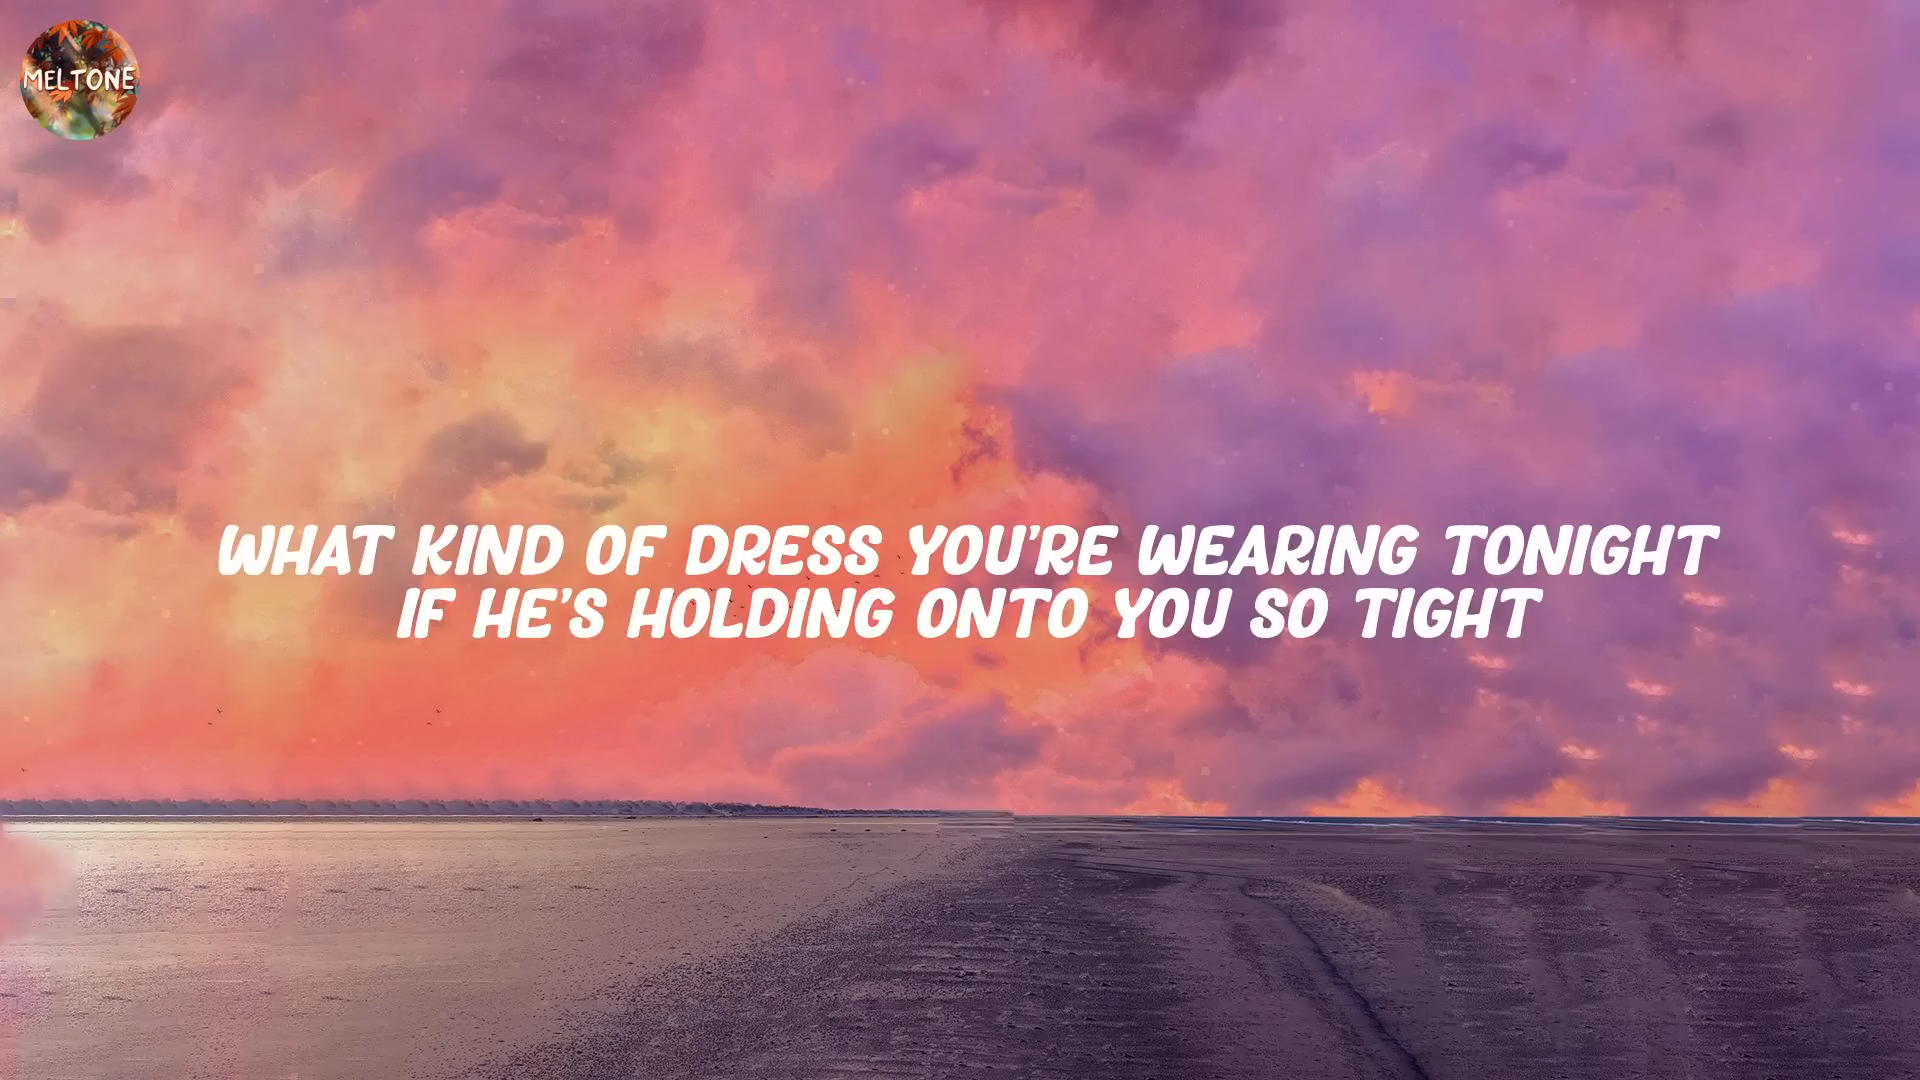 MELTONE
WHAT KIND OF DRESS YOU'RE WEARING TONIGHT
IF HE'S HOLDING ONTO YOU SO TIGHT